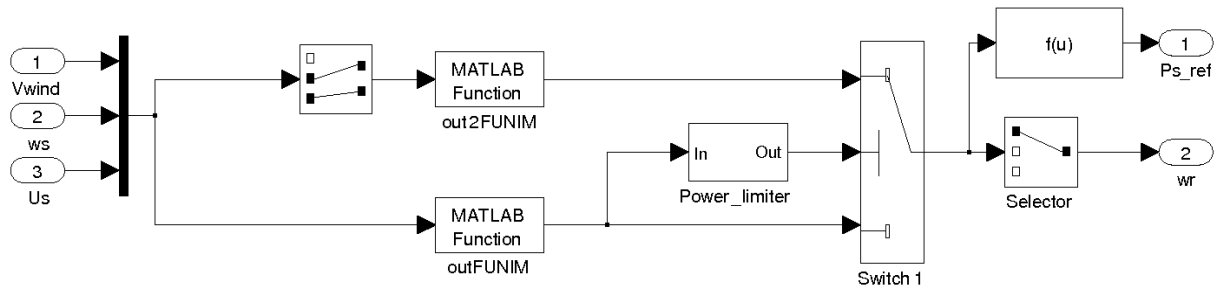 1
Vwind
2
ws
3
Us
MATLAB
Function
out2FUNIM
MATLAB
Function
outFUNIM
In Out
Power_limiter
Switch 1
f(u)
1
Ps_ref
Selector
2
wr